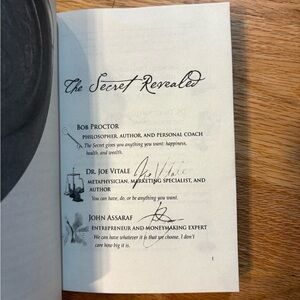 The Secret Revealed
BOB PROCTOR
PHILOSOPHER, AUTHOR, AND PERSONAL COACH
The Secret gives you anything you want: happiness,
health, and wealth.
Joe Vitale
DR. JOE VITALE
METAPHYSICIAN, MARKETING SPECIALIST, AND
AUTHOR
You can have, do, or be anything you want.
JOHN ASSARAF
ENTREPRENEUR AND MONEYMAKING EXPERT
We can have whatever it is that we choose. I don't
care how big it is.
1